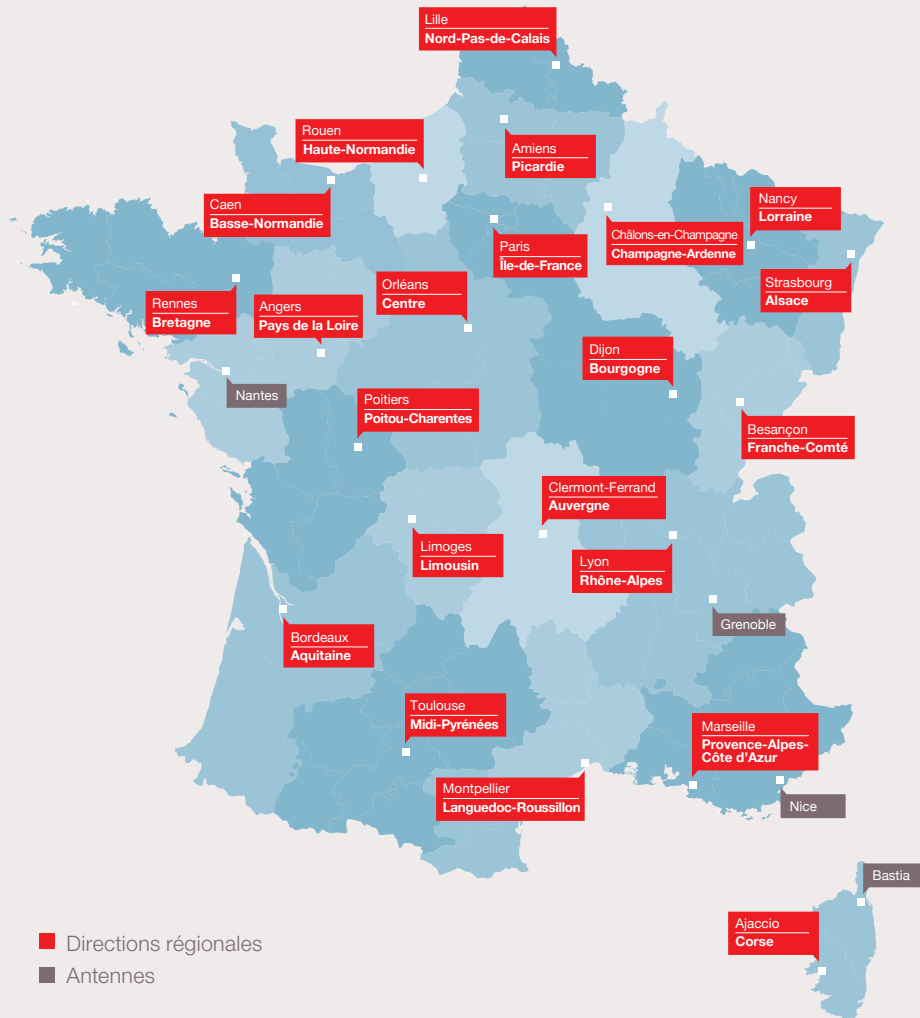 Lille
Nord-Pas-de-Calais
Rouen
Haute-Normandie
Amiens
Picardie
Caen
Basse-Normandie
Nancy
Lorraine
Paris
Île-de-France
Châlons-en-Champagne
Champagne-Ardenne
Strasbourg
Alsace
Rennes
Bretagne
Angers
Pays de la Loire
Orléans
Centre
Dijon
Bourgogne
Nantes
Poitiers
Poitou-Charentes
Besançon
Franche-Comté
Clermont-Ferrand
Auvergne
Limoges
Limousin
Lyon
Rhône-Alpes
Grenoble
Bordeaux
Aquitaine
Toulouse
Midi-Pyrénées
Marseille
Provence-Alpes-
Côte d'Azur
Montpellier
Languedoc-Roussillon
Nice
Bastia
Ajaccio
Corse
Directions régionales
Antennes